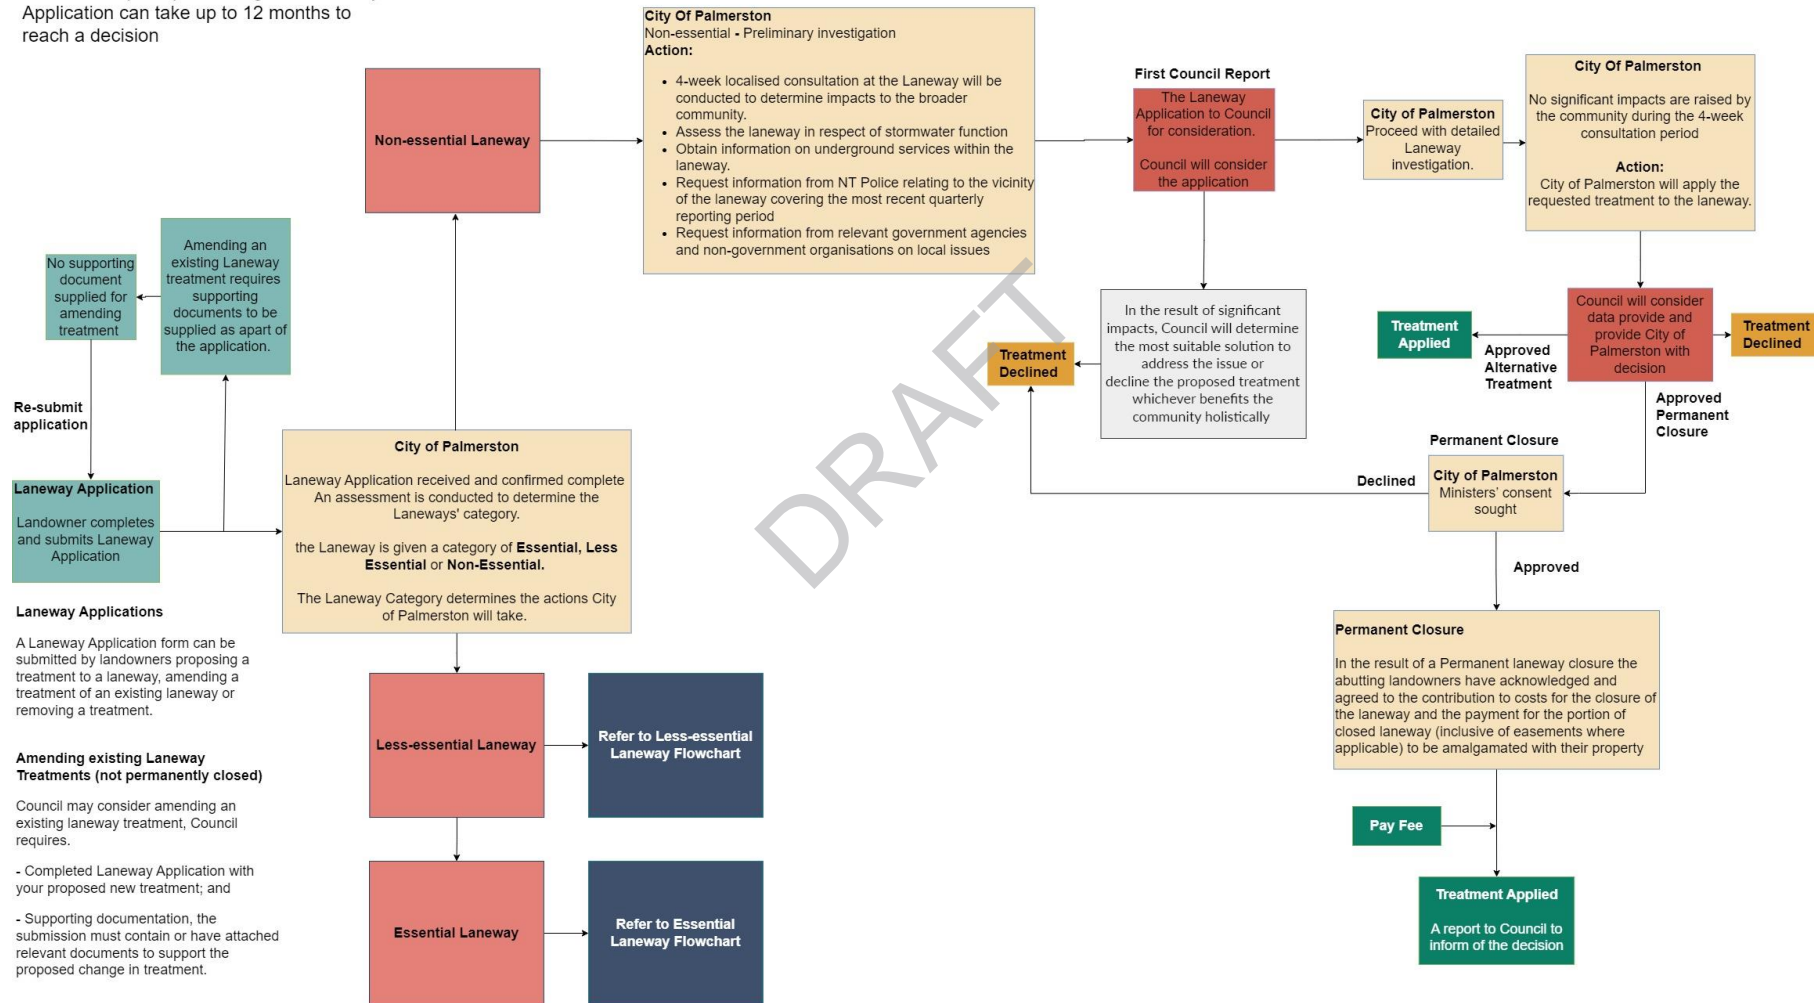 Application can take up to 12 months to
reach a decision
City Of Palmerston
Non-essential - Preliminary investigation
Action:
• 4-week localised consultation at the Laneway will be
conducted to determine impacts to the broader
community.
• Assess the laneway in respect of stormwater function
• Obtain information on underground services within the
laneway.
• Request information from NT Police relating to the vicinity
of the laneway covering the most recent quarterly
reporting period
• Request information from relevant government agencies
and non-government organisations on local issues
Non-essential Laneway
First Council Report
The Laneway
Application to Council
for consideration.
Council will consider
the application
City of Palmerston
Proceed with detailed
Laneway
investigation.
City Of Palmerston
No significant impacts are raised by
the community during the 4-week
consultation period
Action:
City of Palmerston will apply the
requested treatment to the laneway.
No supporting
document
supplied for
amending
treatment
Amending an
existing Laneway
treatment requires
supporting
documents to be
supplied as apart of
the application.
In the result of significant
impacts, Council will determine
the most suitable solution to
address the issue or
decline the proposed treatment
whichever benefits the
community holistically
Treatment
Declined
Treatment
Applied
Approved
Alternative
Treatment
Council will consider
data provide and
provide City of
Palmerston with
decision
Treatment
Declined
Approved
Permanent
Closure
Re-submit
application
Laneway Application
Landowner completes
and submits Laneway
Application
City of Palmerston
Laneway Application received and confirmed complete
An assessment is conducted to determine the
Laneways' category.
the Laneway is given a category of Essential, Less
Essential or Non-Essential.
The Laneway Category determines the actions City
of Palmerston will take.
DRAFT
Permanent Closure
City of Palmerston
Ministers' consent
sought
Declined
Approved
Laneway Applications
A Laneway Application form can be
submitted by landowners proposing a
treatment to a laneway, amending a
treatment of an existing laneway or
removing a treatment.
Amending existing Laneway
Treatments (not permanently closed)
Council may consider amending an
existing laneway treatment, Council
requires.
- Completed Laneway Application with
your proposed new treatment; and
- Supporting documentation, the
submission must contain or have attached
relevant documents to support the
proposed change in treatment.
Less-essential Laneway
Refer to Less-essential
Laneway Flowchart
Essential Laneway
Refer to Essential
Laneway Flowchart
Permanent Closure
In the result of a Permanent laneway closure the
abutting landowners have acknowledged and
agreed to the contribution to costs for the closure of
the laneway and the payment for the portion of
closed laneway (inclusive of easements where
applicable) to be amalgamated with their property
Pay Fee
Treatment Applied
A report to Council to
inform of the decision